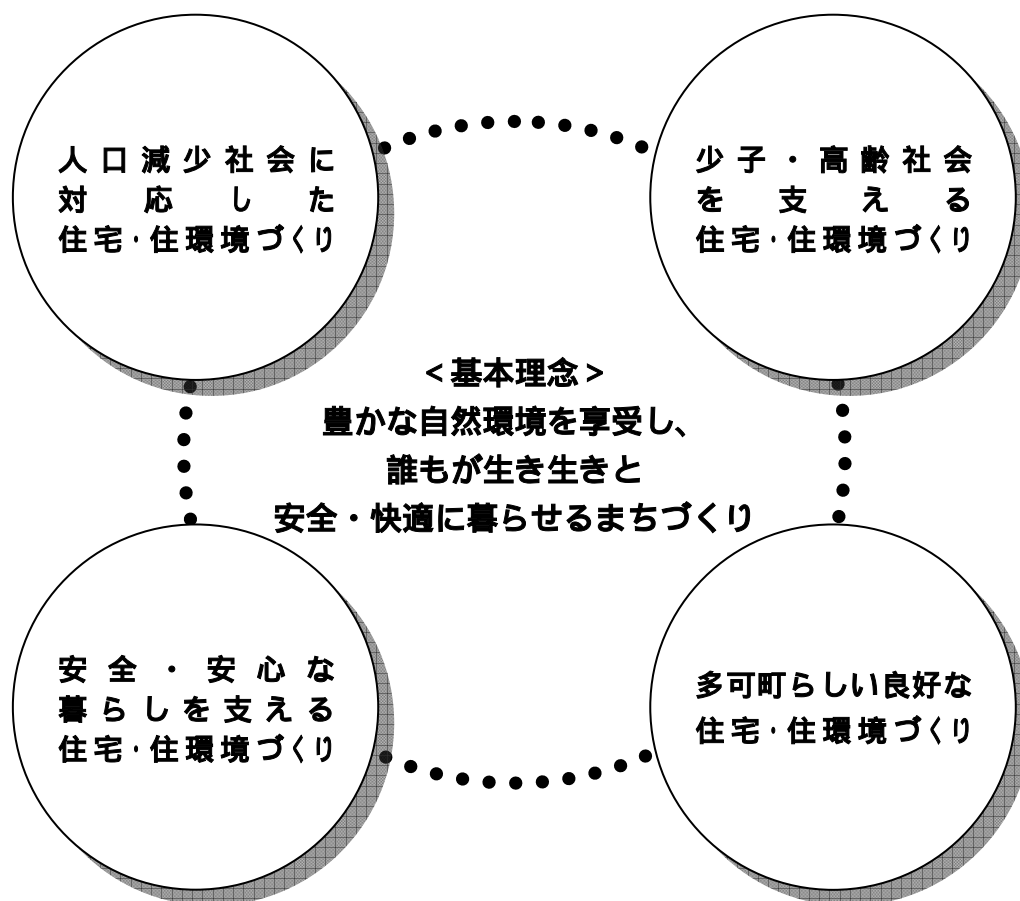 人口減少社会に
対応した
住宅・住環境づくり
少子・高齢社会
を支える
住宅・住環境づくり
＜基本理念＞
豊かな自然環境を享受し、
誰もが生き生きと
安全・快適に暮らせるまちづくり
安全・安心な
暮らしを支える
住宅・住環境づくり
多可町らしい良好な
住宅・住環境づくり